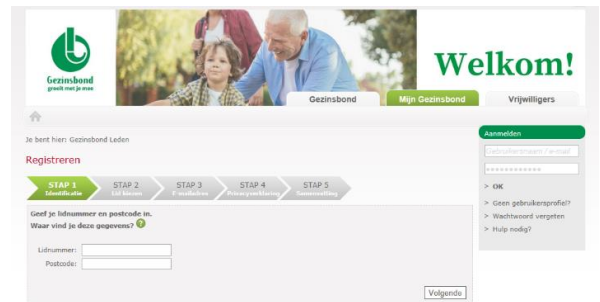 Gezinsbond
groeit met je mee
Welkom!
Gezinsbond
Mijn Gezinsbond
Vrijwilligers
Je bent hier: Gezinsbond Leden
Registreren
STAP 1
Identificatie
STAP 2
Lid kiezen
STAP 3
E-mailadres
STAP 4
Privacyverklaring
STAP 5
Samenvatting
Geef je lidnummer en postcode in.
Waar vind je deze gegevens? ?
Lidnummer:
Postcode:
Volgende
Aanmelden
Gebruikersnaam / e-mail
************
> OK
> Geen gebruikersprofiel?
> Wachtwoord vergeten
> Hulp nodig?